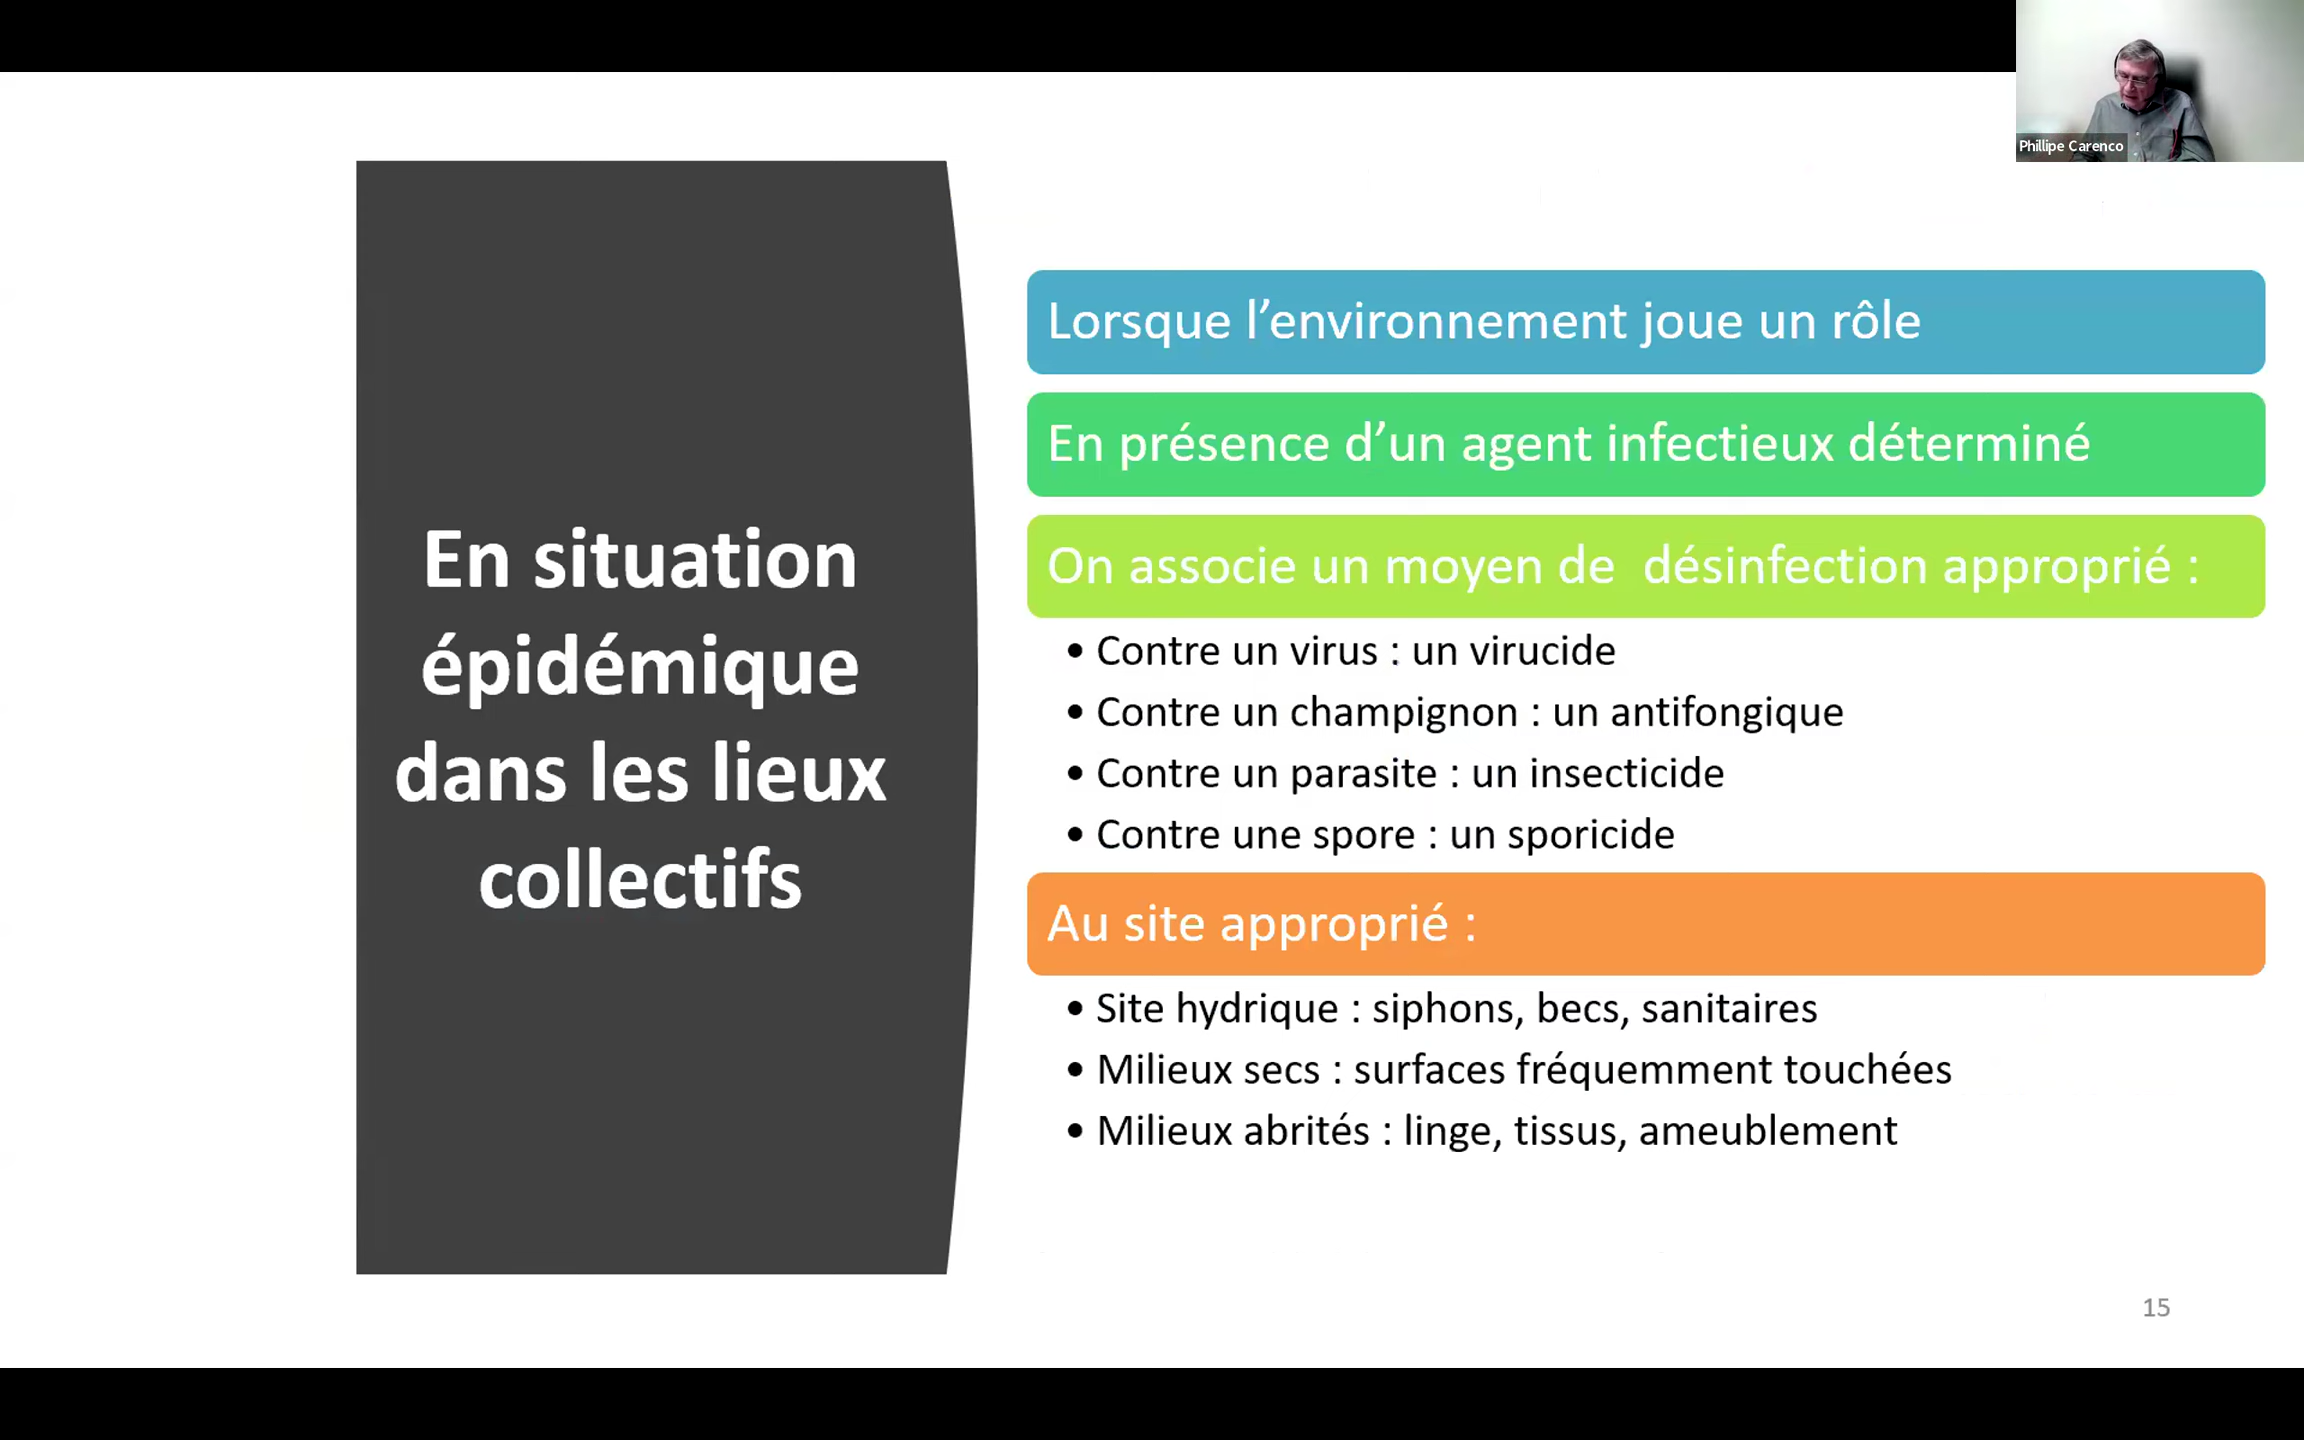 Phillipe Carenco
En situation
épidémique
dans les lieux
collectifs
Lorsque l’environnement joue un rôle
En présence d’un agent infectieux déterminé
On associe un moyen de  désinfection approprié :
• Contre un virus : un virucide
• Contre un champignon : un antifongique
• Contre un parasite : un insecticide
• Contre une spore : un sporicide
Au site approprié :
• Site hydrique : siphons, becs, sanitaires
• Milieux secs : surfaces fréquemment touchées
• Milieux abrités : linge, tissus, ameublement
15